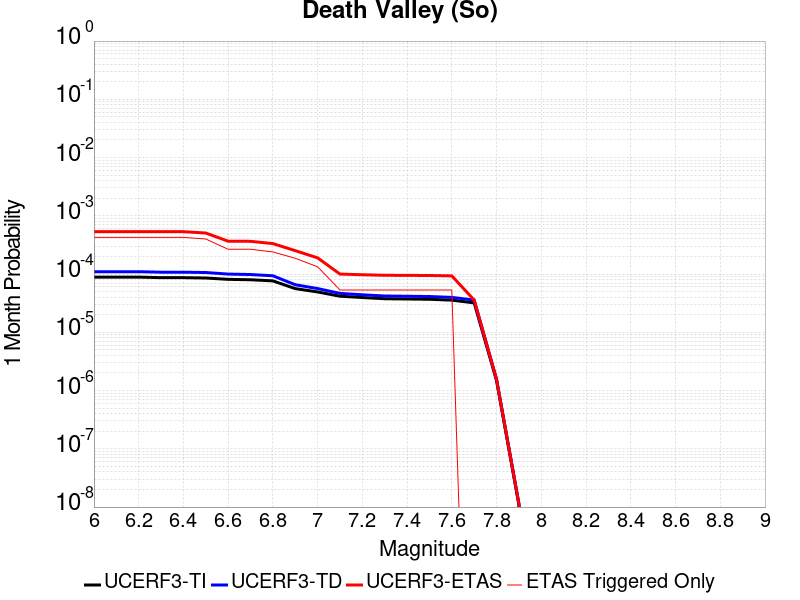 Death Valley (So)
1 Month Probability
10^0
10^-1
10^-2
10^-3
10^-4
10^-5
10^-6
10^-7
10^-8
6 6.2 6.4 6.6 6.8 7 7.2 7.4 7.6 7.8 8 8.2 8.4 8.6 8.8 9
Magnitude
UCERF3-TI UCERF3-TD UCERF3-ETAS ETAS Triggered Only